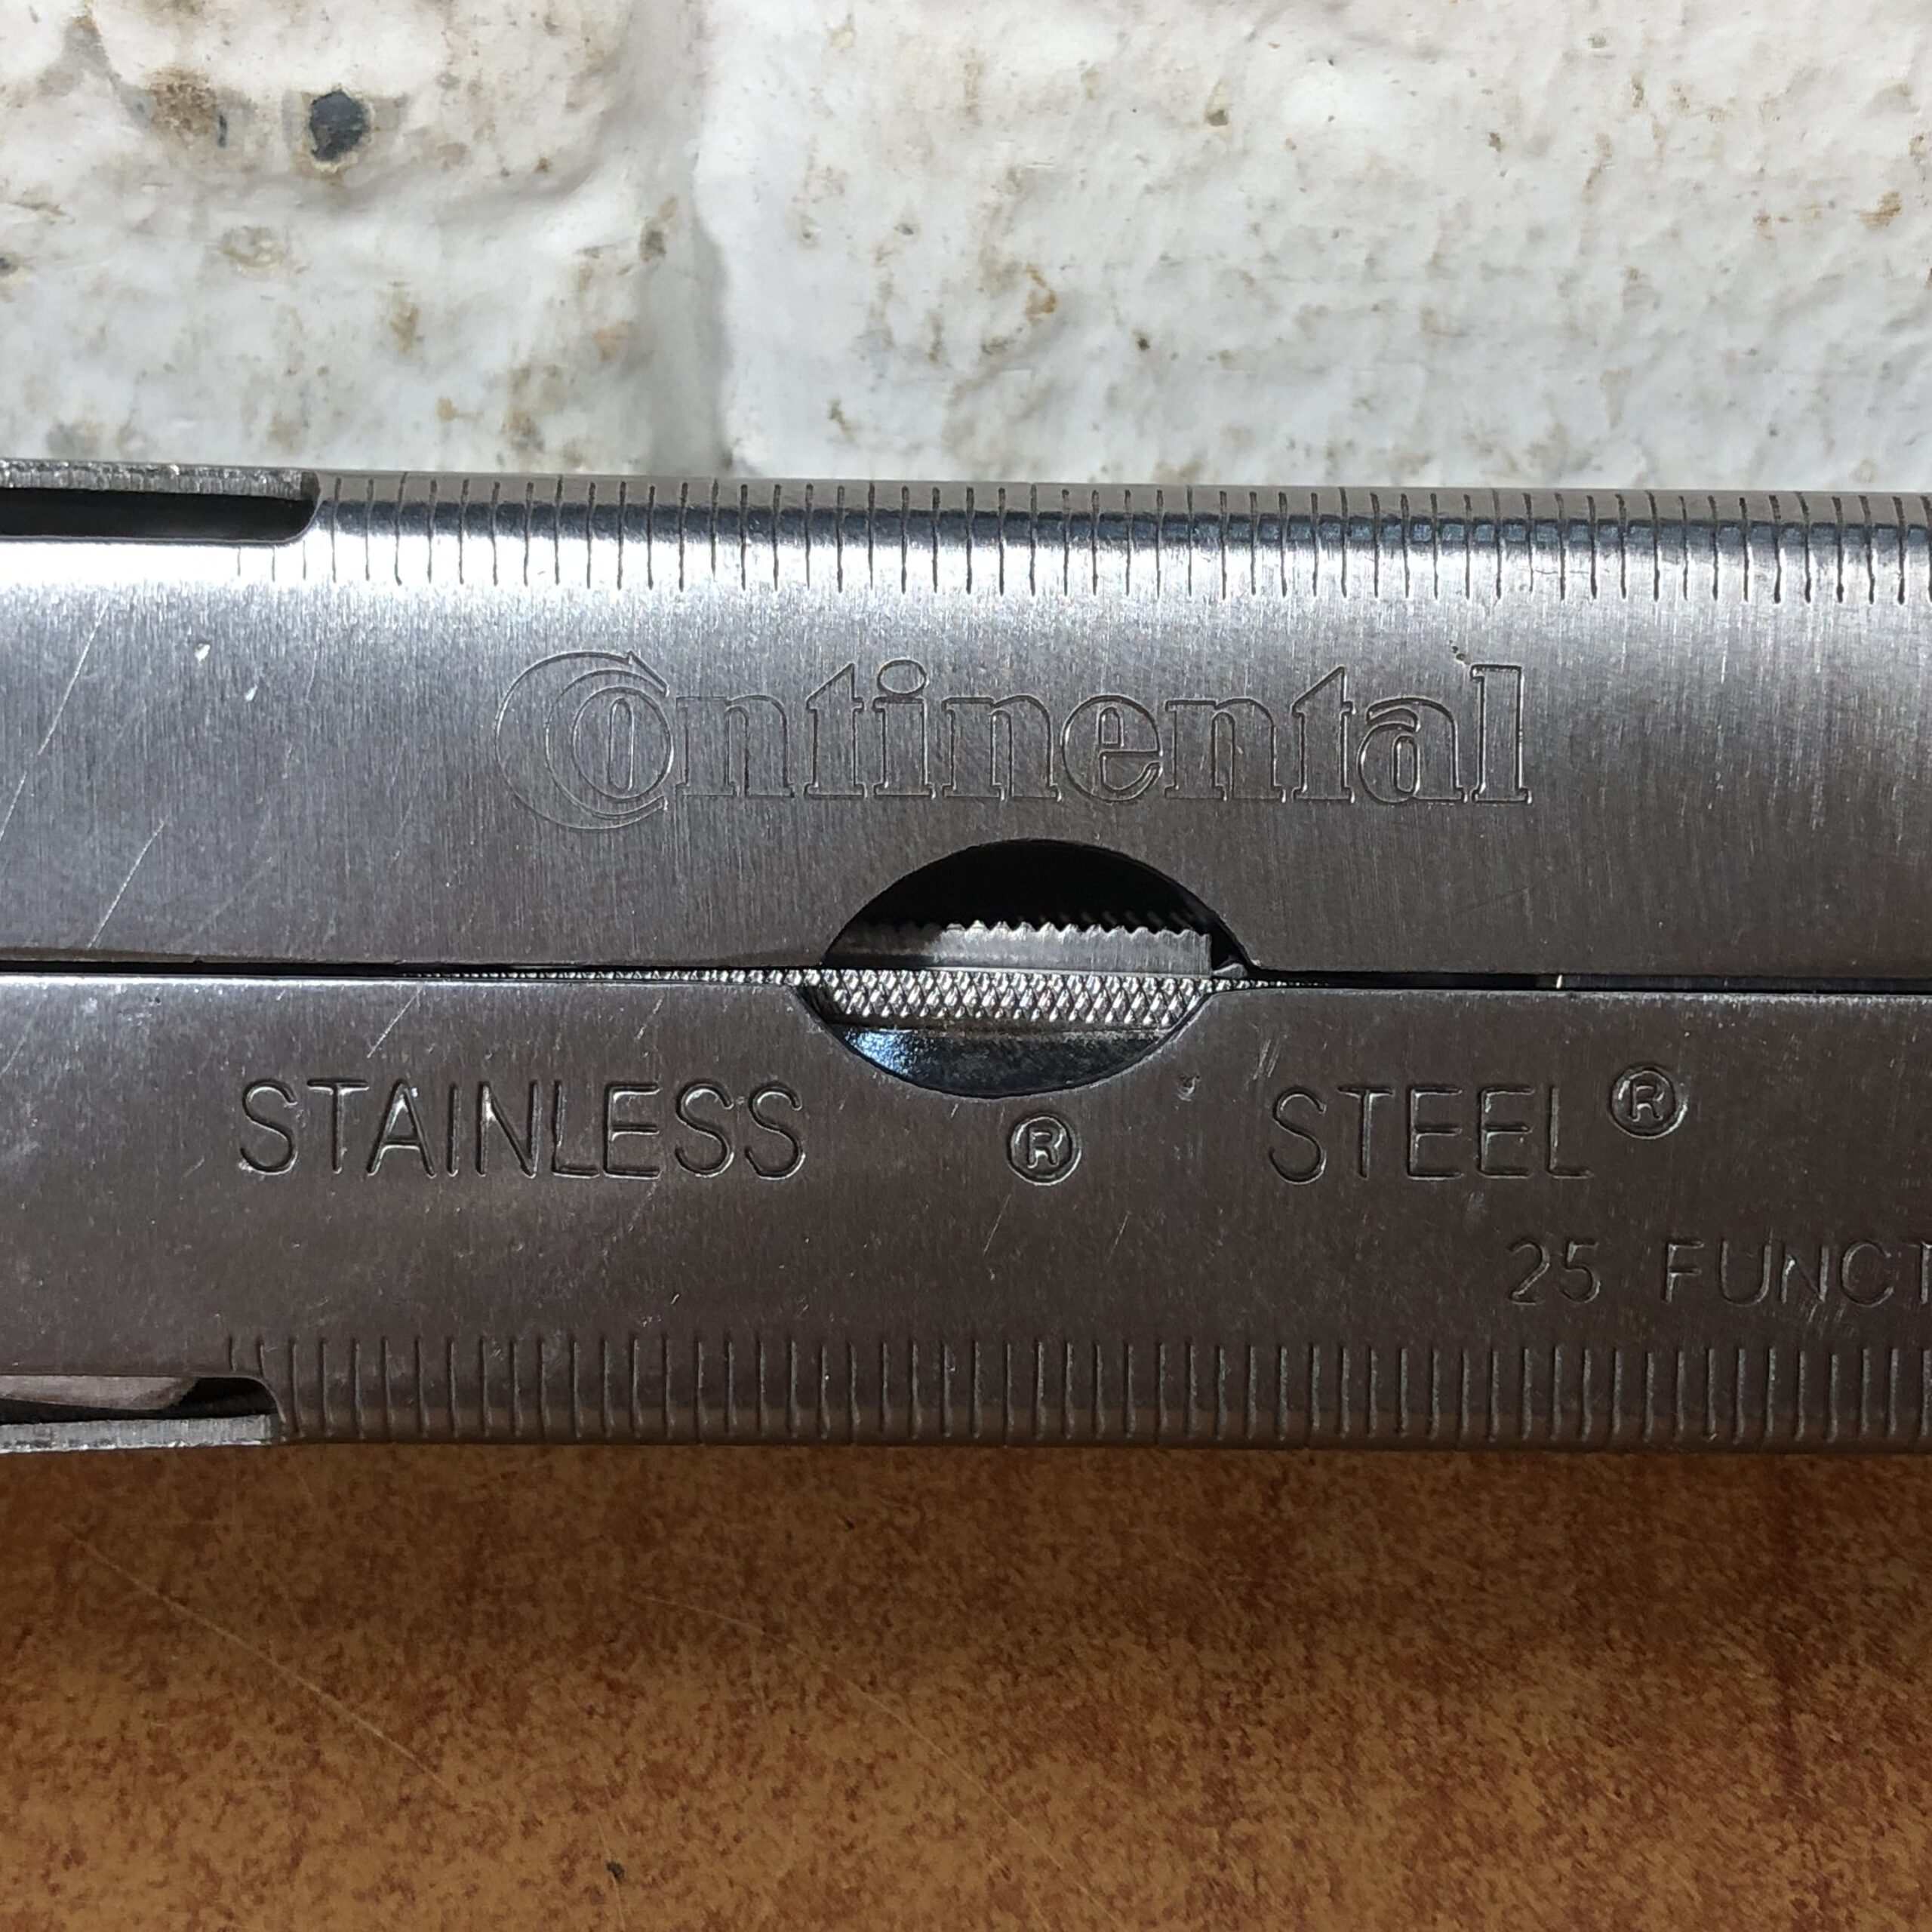 Continental
STAINLESS ® STEEL®
25 FUNCT